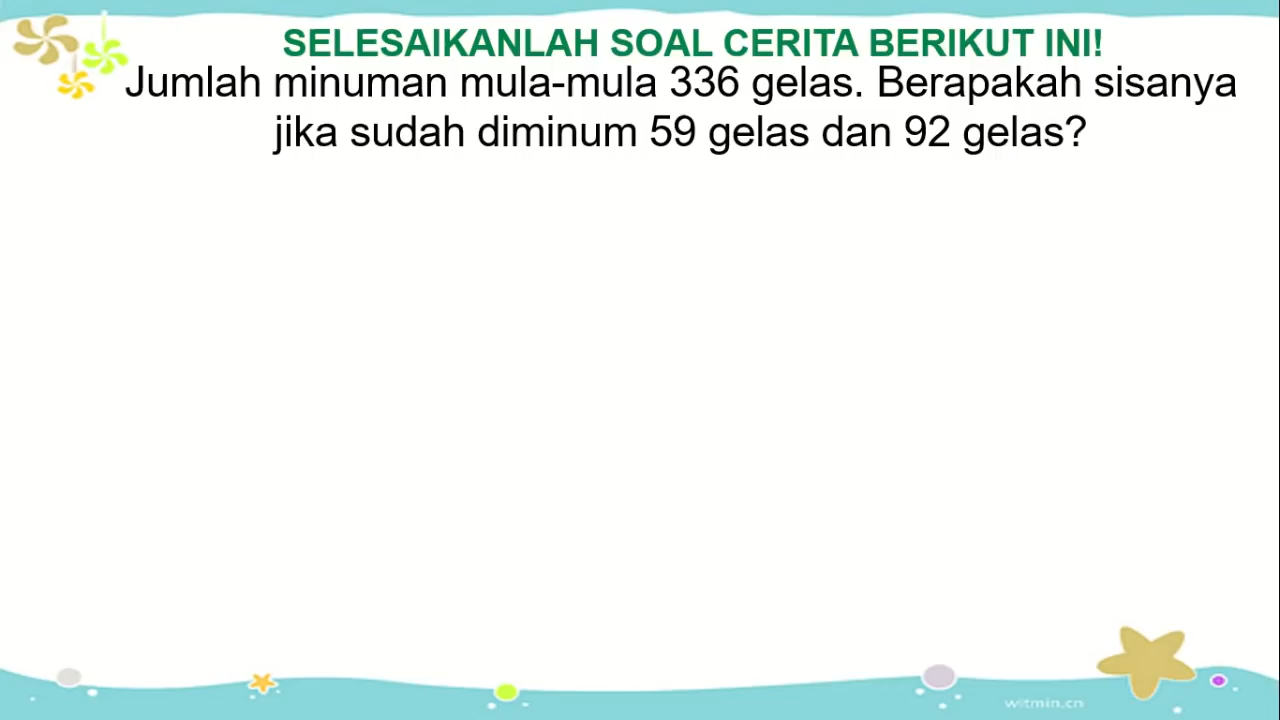 SELESAIKANLAH SOAL CERITA BERIKUT INI!
Jumlah minuman mula-mula 336 gelas. Berapakah sisanya
jika sudah diminum 59 gelas dan 92 gelas?
witmin.cn